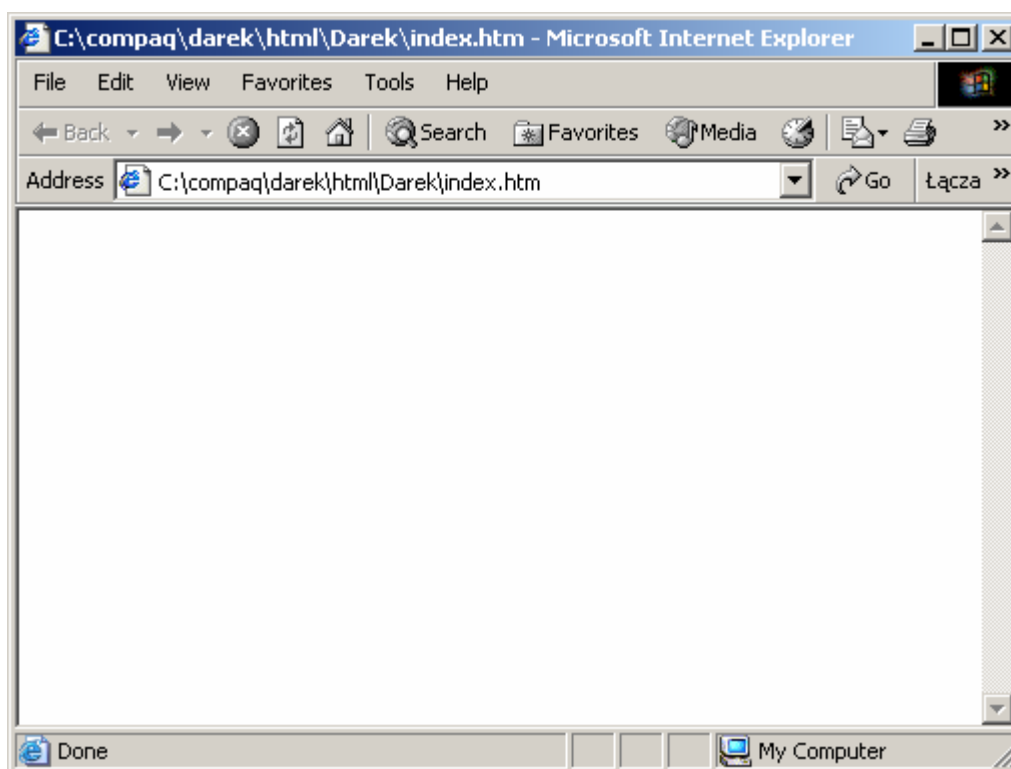 C:\compaq\darek\html\Darek\index.htm - Microsoft Internet Explorer
File Edit View Favorites Tools Help
Back Search Favorites Media »
Address C:\compaq\darek\html\Darek\index.htm Go Łącza »
Done My Computer